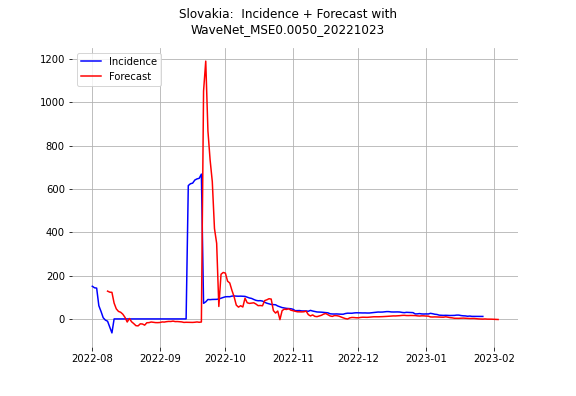 Slovakia:  Incidence + Forecast with
WaveNet_MSE0.0050_20221023
Incidence
Forecast
1200
1000
800
600
400
200
0
2022-08 2022-09 2022-10 2022-11 2022-12 2023-01 2023-02